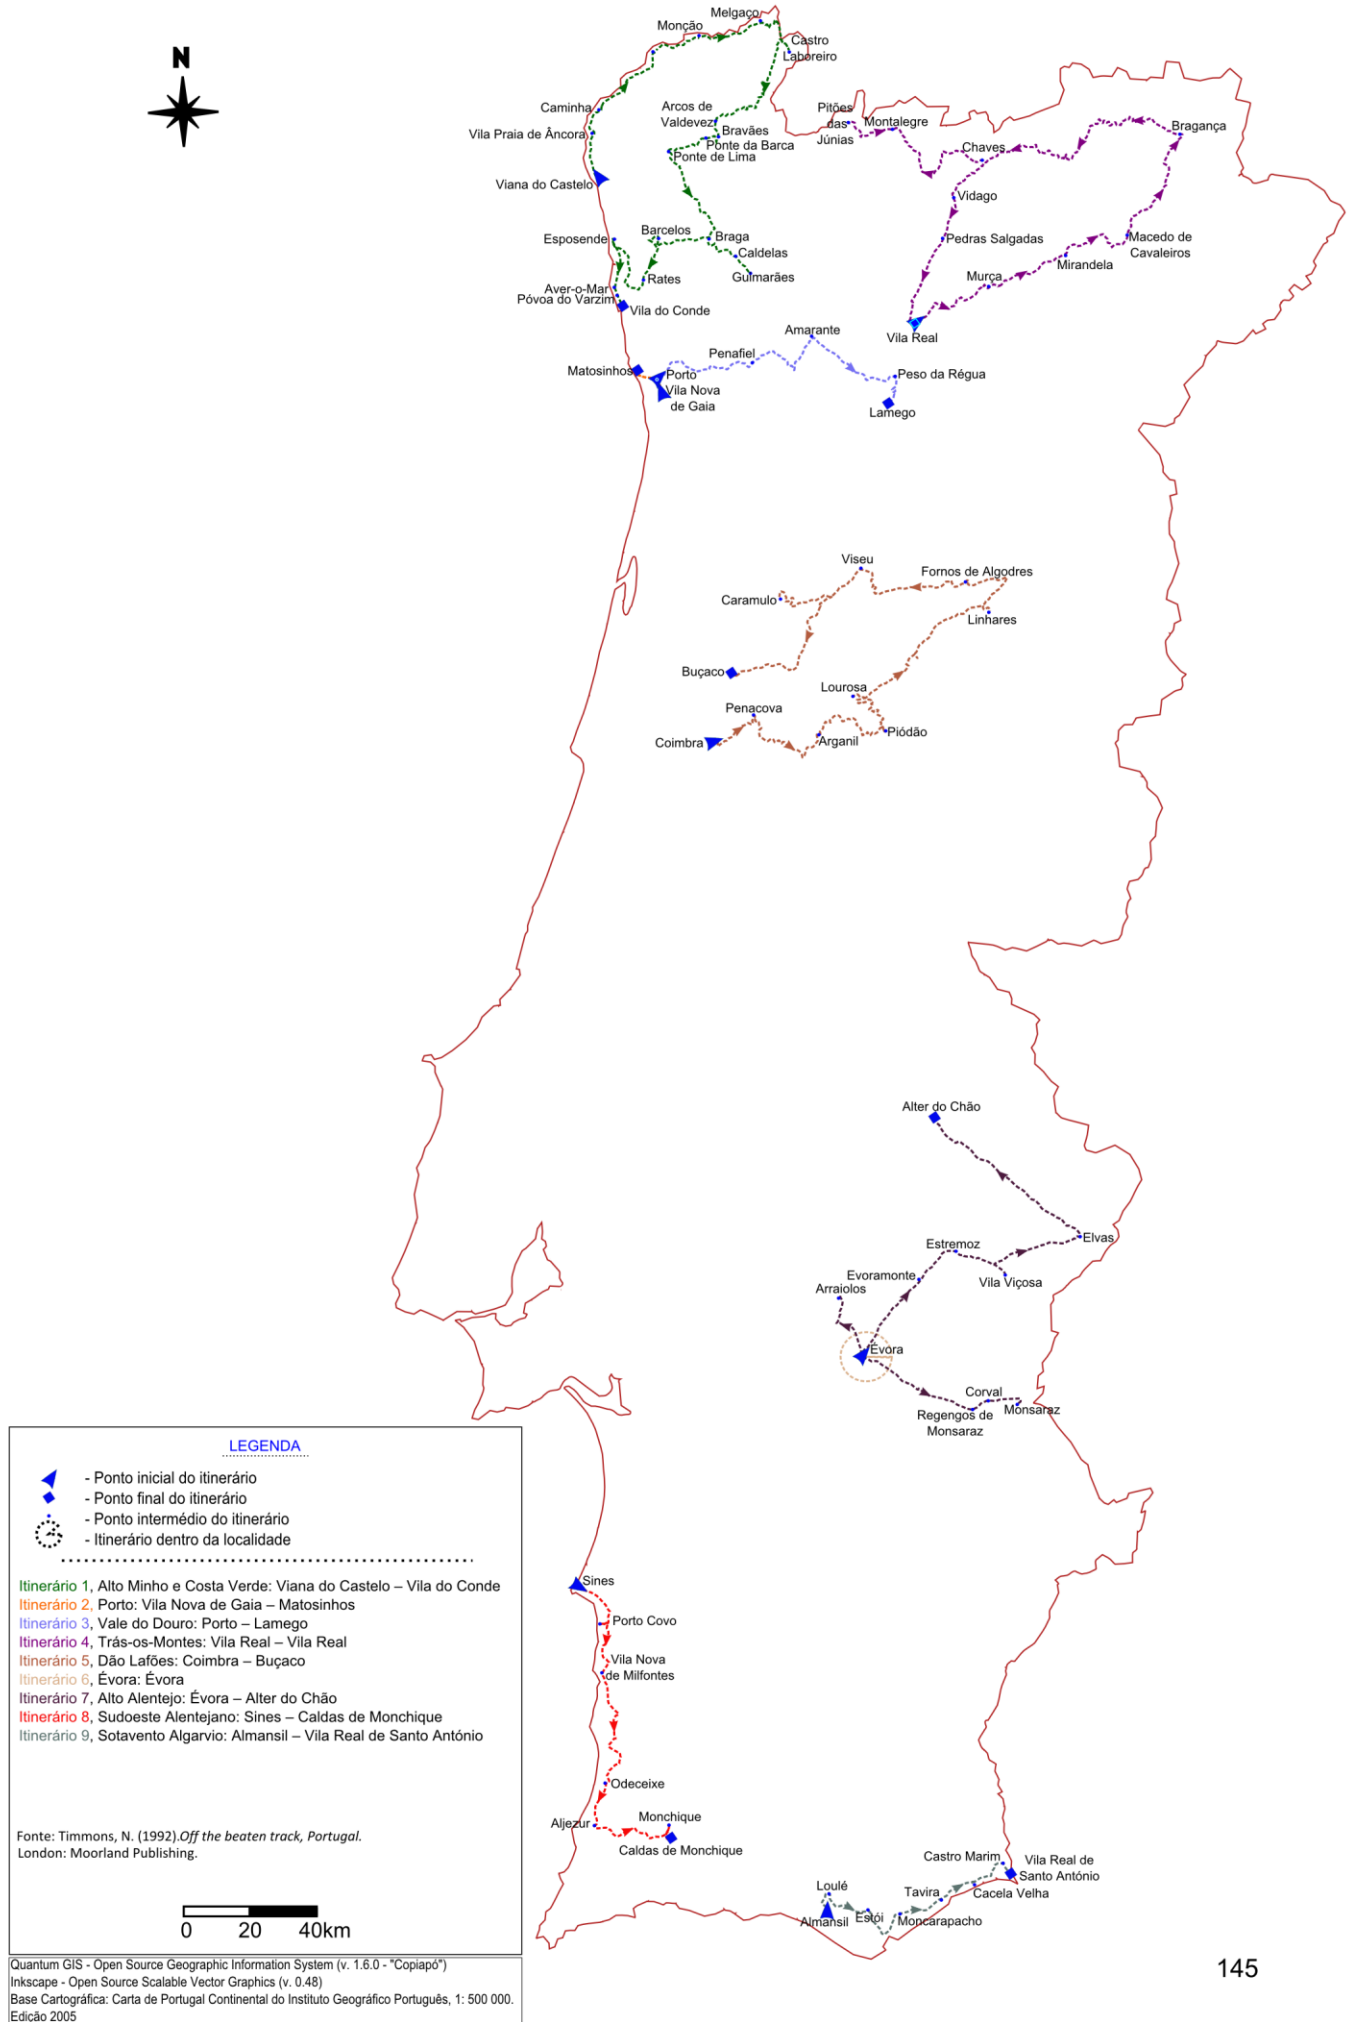 N
Melgaço
Monção
Castro
Laboreiro
Caminha
Arcos de
Valdevez
Vila Praia de Âncora
Bravães
Ponte da Barca
Ponte de Lima
Viana do Castelo
Pitões
das
Júnias
Montalegre
Chaves
Bragança
Vidago
Esposende
Barcelos
Braga
Caldelas
Guimarães
Rates
Pedras Salgadas
Macedo de
Cavaleiros
Mirandela
Murça
Aver-o-Mar
Póvoa do Varzim
Vila do Conde
Vila Real
Amarante
Penafiel
Matosinhos
Porto
Vila Nova
de Gaia
Peso da Régua
Lamego
Viseu
Fornos de Algodres
Caramulo
Linhares
Buçaco
Lourosa
Penacova
Coimbra
Arganil
Piódão
Alter do Chão
Elvas
Estremoz
Evoramonte
Vila Viçosa
Arraiolos
Évora
Corval
Regengos de
Monsaraz
Monsaraz
LEGENDA
- Ponto inicial do itinerário
- Ponto final do itinerário
- Ponto intermédio do itinerário
- Itinerário dentro da localidade
Itinerário 1, Alto Minho e Costa Verde: Viana do Castelo – Vila do Conde
Itinerário 2, Porto: Vila Nova de Gaia – Matosinhos
Itinerário 3, Vale do Douro: Porto – Lamego
Itinerário 4, Trás-os-Montes: Vila Real – Vila Real
Itinerário 5, Dão Lafões: Coimbra – Buçaco
Itinerário 6, Évora: Évora
Itinerário 7, Alto Alentejo: Évora – Alter do Chão
Itinerário 8, Sudoeste Alentejano: Sines – Caldas de Monchique
Itinerário 9, Sotavento Algarvio: Almansil – Vila Real de Santo António
Fonte: Timmons, N. (1992).Off the beaten track, Portugal.
London: Moorland Publishing.
0 20 40km
Sines
Porto Covo
Vila Nova
de Milfontes
Odeceixe
Aljezur
Monchique
Caldas de Monchique
Castro Marim
Vila Real de
Santo António
Loulé
Tavira
Cacela Velha
Almansil
Estói
Moncarapacho
Quantum GIS - Open Source Geographic Information System (v. 1.6.0 - "Copiapó")
Inkscape - Open Source Scalable Vector Graphics (v. 0.48)
Base Cartográfica: Carta de Portugal Continental do Instituto Geográfico Português, 1: 500 000.
Edição 2005
145